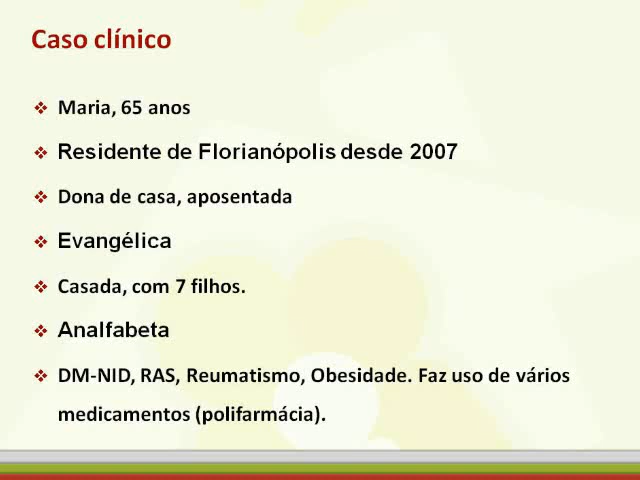 Caso clínico
Maria, 65 anos
Residente de Florianópolis desde 2007
Dona de casa, aposentada
Evangélica
Casada, com 7 filhos.
Analfabeta
DM-NID, RAS, Reumatismo, Obesidade. Faz uso de vários
medicamentos (polifarmácia).